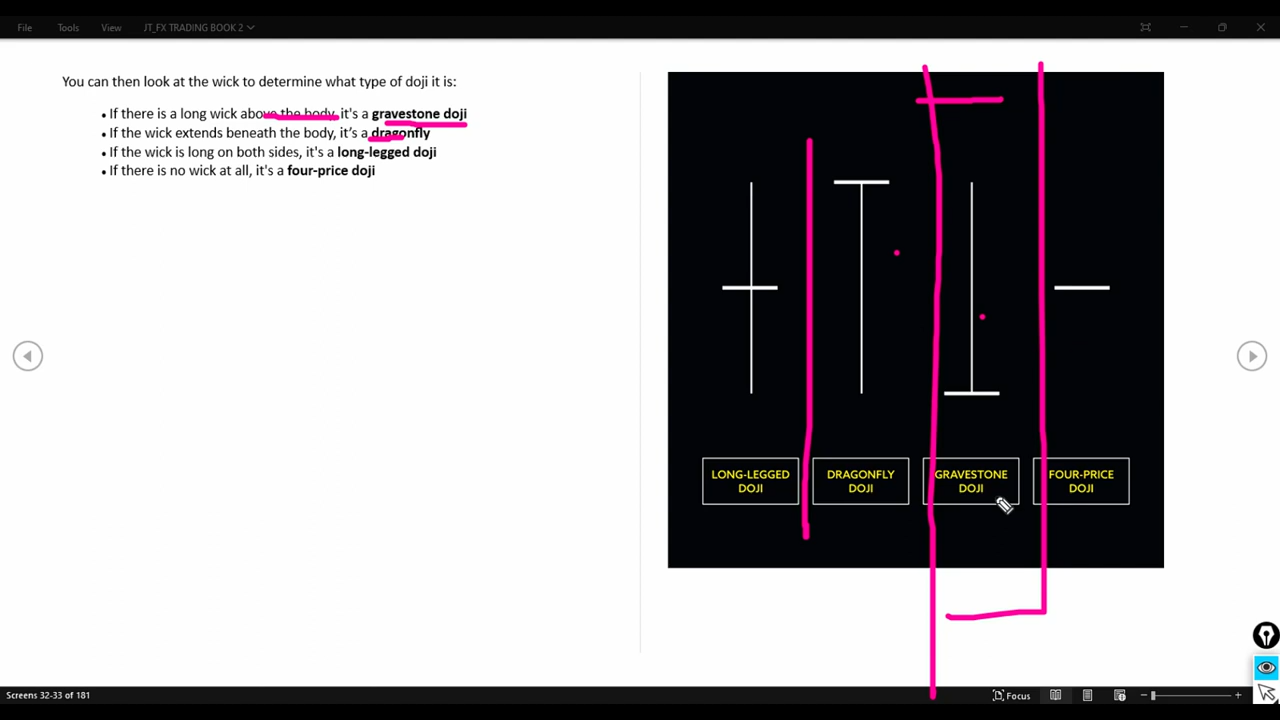 File Tools View JT_FX TRADING BOOK 2
You can then look at the wick to determine what type of doji it is:
• If there is a long wick above the body, it's a gravestone doji
• If the wick extends beneath the body, it's a dragonfly
• If the wick is long on both sides, it's a long-legged doji
• If there is no wick at all, it's a four-price doji
LONG-LEGGED
DOJI
DRAGONFLY
DOJI
GRAVESTONE
DOJI
FOUR-PRICE
DOJI
Screens 32-33 of 181
Focus